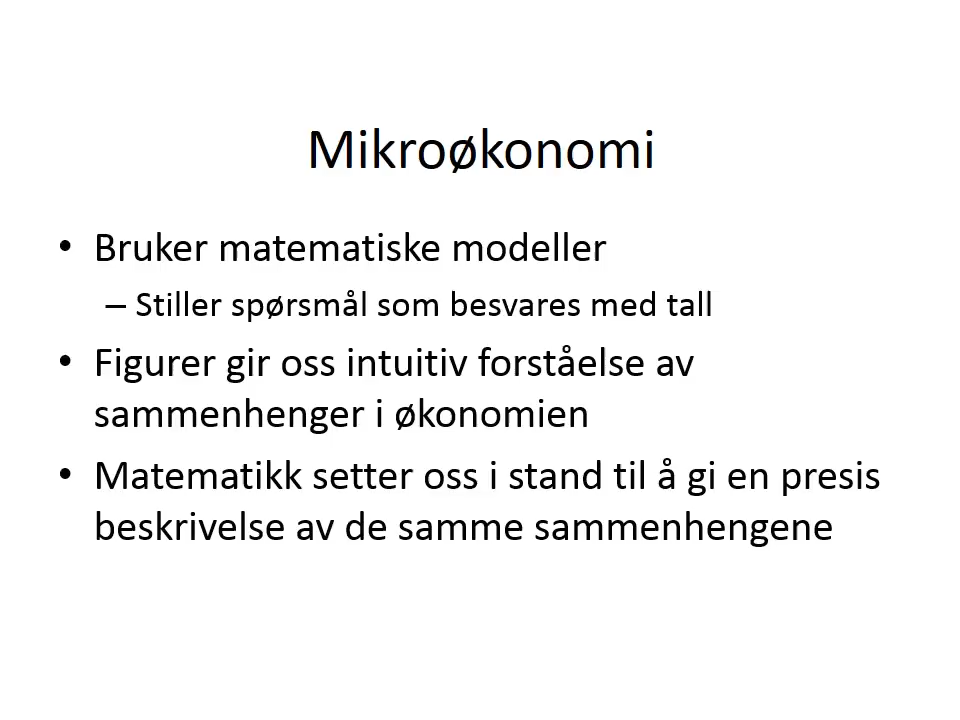 Mikroøkonomi
• Bruker matematiske modeller
– Stiller spørsmål som besvares med tall
• Figurer gir oss intuitiv forståelse av
sammenhenger i økonomien
• Matematikk setter oss i stand til å gi en presis
beskrivelse av de samme sammenhengene